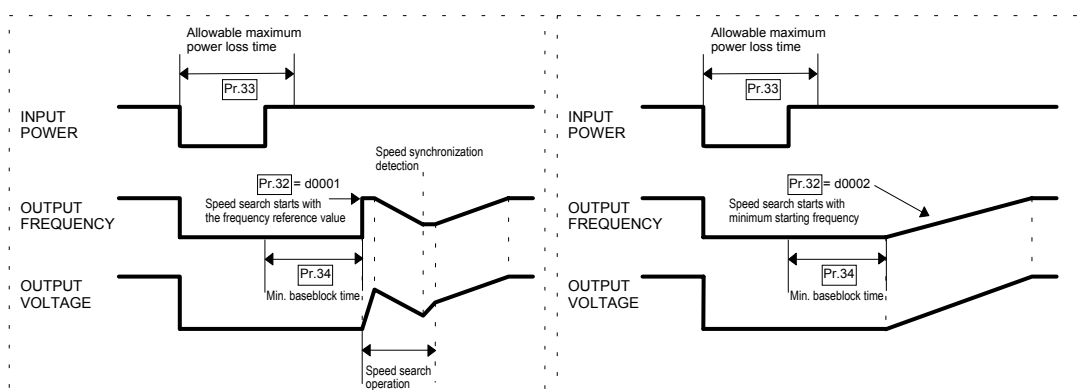 Allowable maximum
power loss time
Pr.33
INPUT
POWER
Speed synchronization
detection
Pr.32 = d0001
Speed search starts with
the frequency reference value
OUTPUT
FREQUENCY
Pr.34
Min. baseblock time
OUTPUT
VOLTAGE
Speed search
operation
Allowable maximum
power loss time
Pr.33
INPUT
POWER
Pr.32 = d0002
Speed search starts with
minimum starting frequency
OUTPUT
FREQUENCY
Pr.34
Min. baseblock time
OUTPUT
VOLTAGE